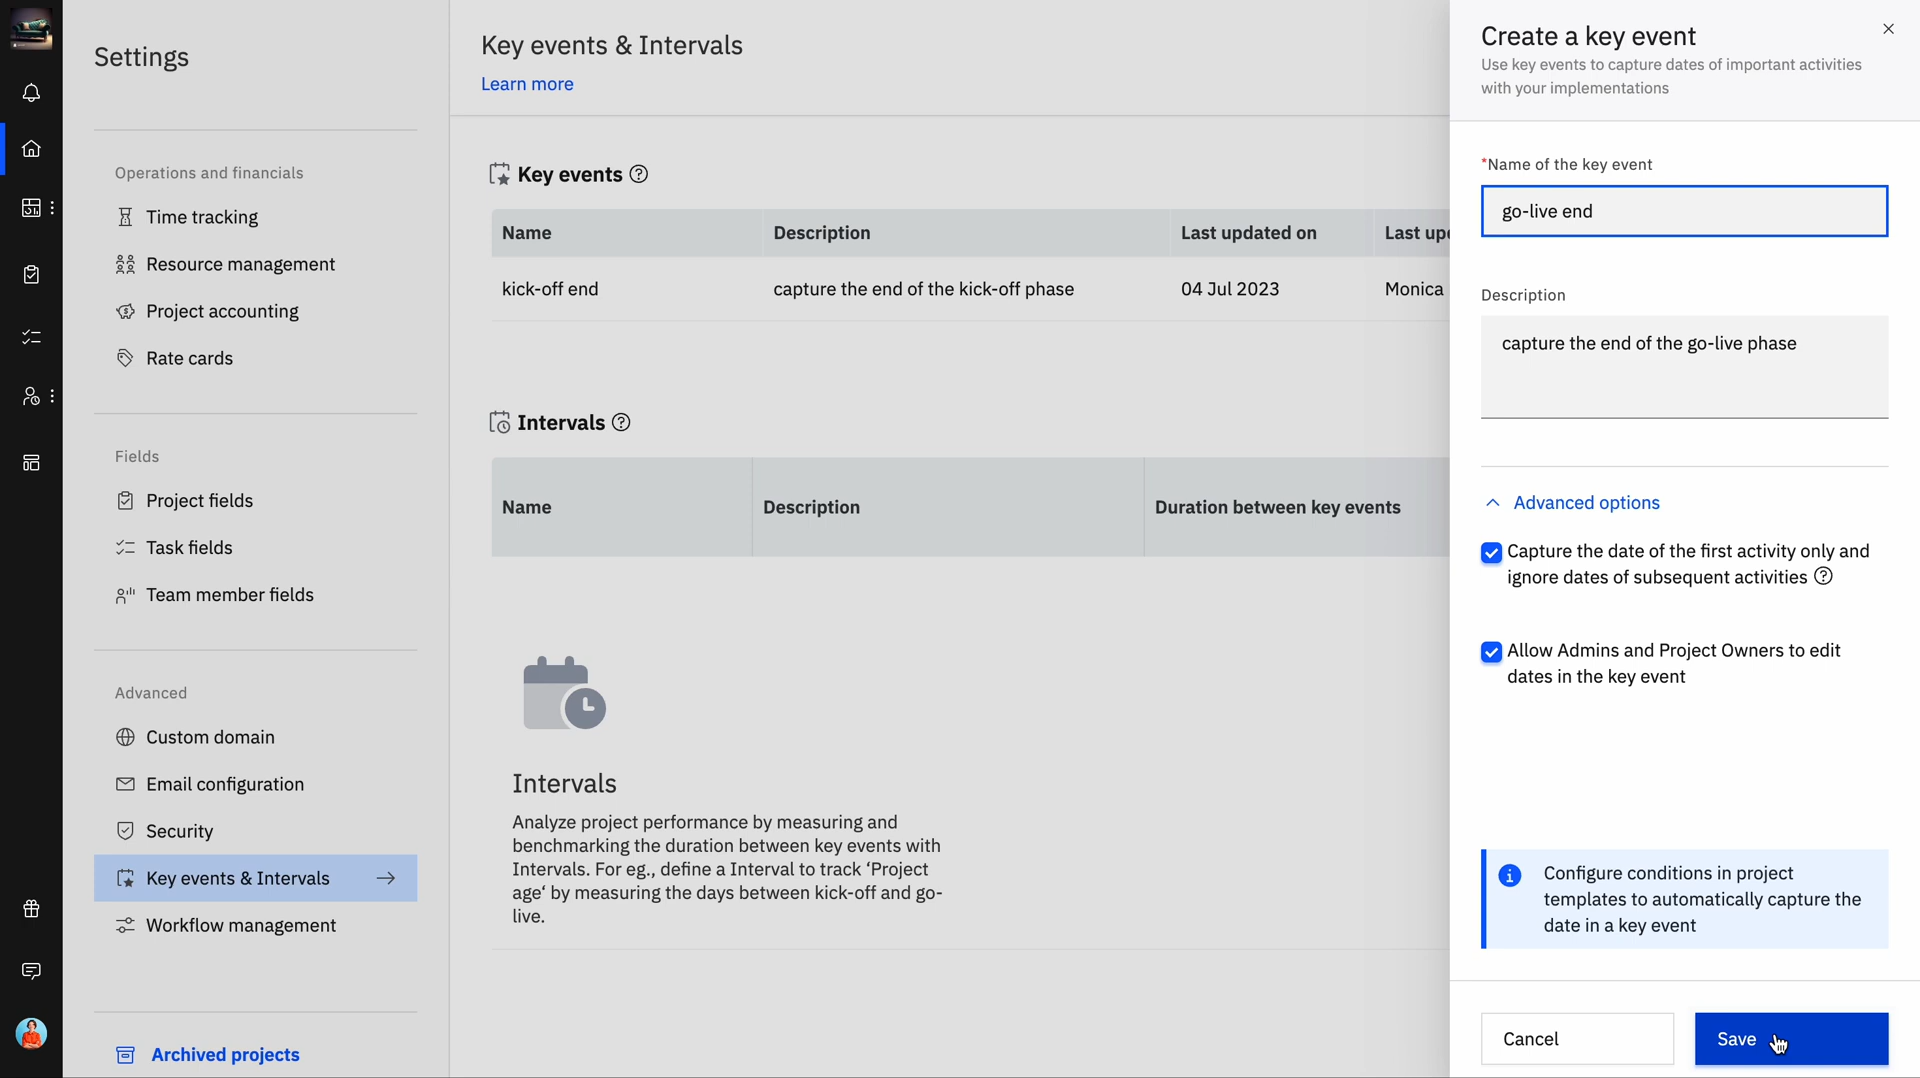 Settings
Operations and financials
Time tracking
Resource management
Project accounting
Rate cards
Fields
Project fields
Task fields
Team member fields
Advanced
Custom domain
Email configuration
Security
Key events & Intervals
Workflow management
Archived projects
Key events & Intervals
Learn more
Key events
Name Description Last updated on Last up
kick-off end capture the end of the kick-off phase 04 Jul 2023 Monica
Intervals
Name Description Duration between key events
Intervals
Analyze project performance by measuring and
benchmarking the duration between key events with
Intervals. For eg., define a Interval to track ‘Project
age‘ by measuring the days between kick-off and go-
live.
Create a key event
Use key events to capture dates of important activities
with your implementations
*Name of the key event
go-live end
Description
capture the end of the go-live phase
Advanced options
Capture the date of the first activity only and
ignore dates of subsequent activities
Allow Admins and Project Owners to edit
dates in the key event
Configure conditions in project
templates to automatically capture the
date in a key event
Cancel
Save